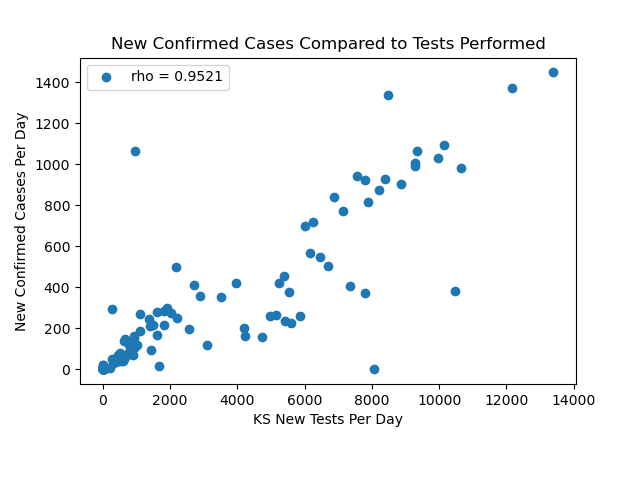 New Confirmed Cases Compared to Tests Performed
rho = 0.9521
New Confirmed Caeses Per Day
1400
1200
1000
800
600
400
200
0
0 2000 4000 6000 8000 10000 12000 14000
KS New Tests Per Day